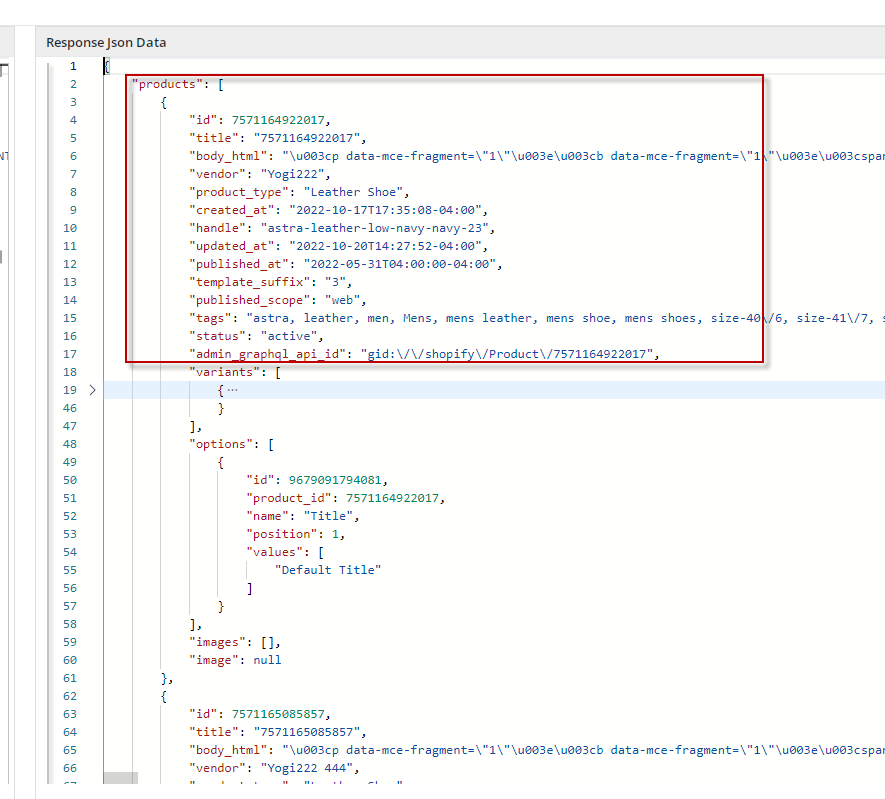 Response Json Data
1 {
2 "products": [
3 {
4 "id": 7571164922017,
5 "title": "7571164922017",
6 "body_html": "\u003cp data-mce-fragment=\"1\"\u003e\u003cb data-mce-fragment=\"1\"\u003e\u003cspan
7 "vendor": "Yogi222",
8 "product_type": "Leather Shoe",
9 "created_at": "2022-10-17T17:35:08-04:00",
10 "handle": "astra-leather-low-navy-navy-23",
11 "updated_at": "2022-10-20T14:27:52-04:00",
12 "published_at": "2022-05-31T04:00:00-04:00",
13 "template_suffix": "3",
14 "published_scope": "web",
15 "tags": "astra, leather, men, Mens, mens leather, mens shoe, mens shoes, size-40\/6, size-41\/7, s
16 "status": "active",
17 "admin_graphql_api_id": "gid:\/\/shopify\/Product\/7571164922017",
18 "variants": [
19 { ···
46 }
47 ],
48 "options": [
49 {
50 "id": 9679091794081,
51 "product_id": 7571164922017,
52 "name": "Title",
53 "position": 1,
54 "values": [
55 "Default Title"
56 ]
57 }
58 ],
59 "images": [],
60 "image": null
61 },
62 {
63 "id": 7571165085857,
64 "title": "7571165085857",
65 "body_html": "\u003cp data-mce-fragment=\"1\"\u003e\u003cb data-mce-fragment=\"1\"\u003e\u003cspan
66 "vendor": "Yogi222 444",